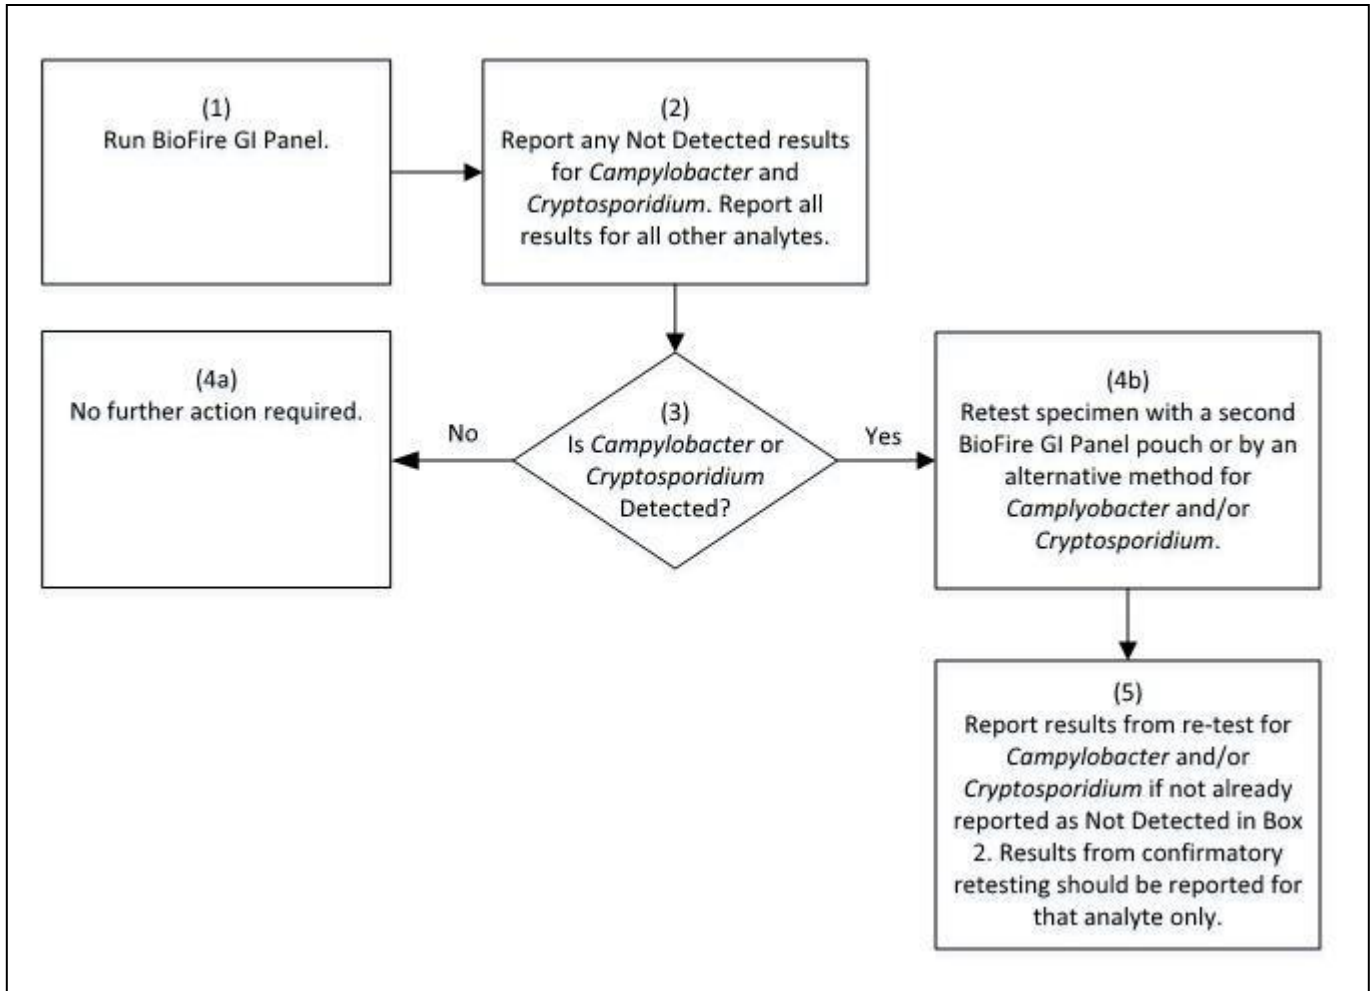 (1)
Run BioFire GI Panel.
(2)
Report any Not Detected results
for Campylobacter and
Cryptosporidium. Report all
results for all other analytes.
(3)
Is Campylobacter or
Cryptosporidium
Detected?
No
Yes
(4a)
No further action required.
(4b)
Retest specimen with a second
BioFire GI Panel pouch or by an
alternative method for
Camplyobacter and/or
Cryptosporidium.
(5)
Report results from re-test for
Campylobacter and/or
Cryptosporidium if not already
reported as Not Detected in Box
2. Results from confirmatory
retesting should be reported for
that analyte only.